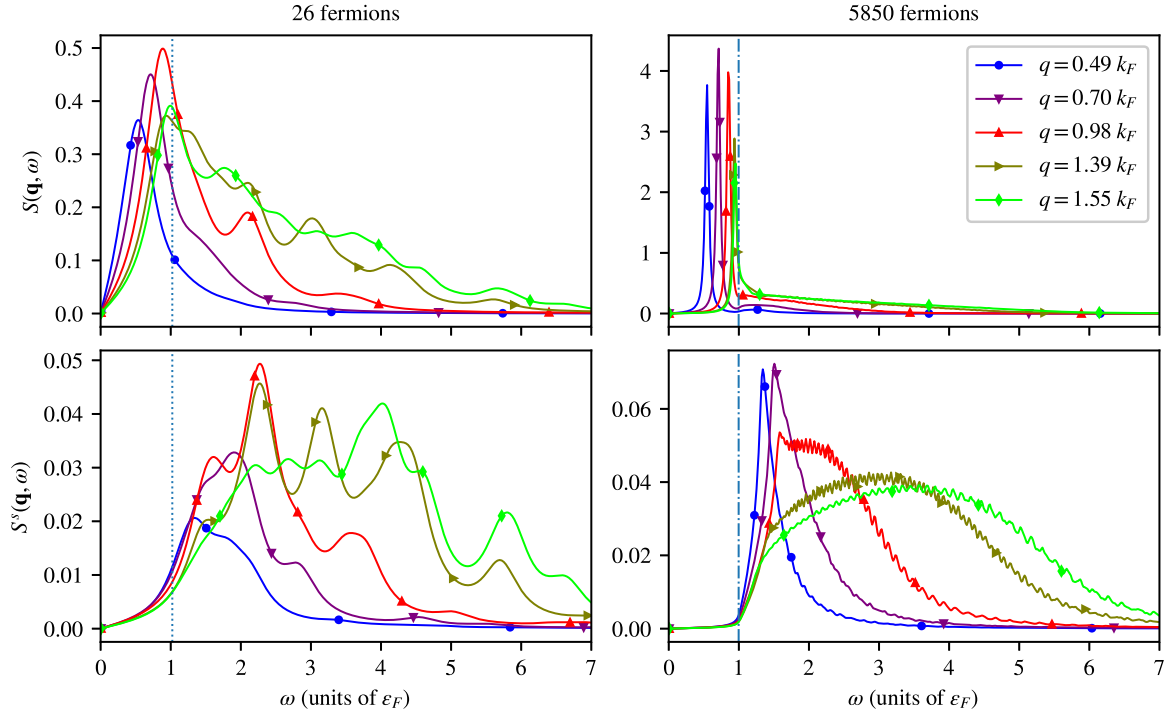 26 fermions
5850 fermions
S(q, ω)
0.5
0.4
0.3
0.2
0.1
0.0
4
3
2
1
0
q = 0.49 k_F
q = 0.70 k_F
q = 0.98 k_F
q = 1.39 k_F
q = 1.55 k_F
S^s(q, ω)
0.05
0.04
0.03
0.02
0.01
0.00
0.06
0.04
0.02
0.00
0 1 2 3 4 5 6 7
0 1 2 3 4 5 6 7
ω (units of ε_F)
ω (units of ε_F)